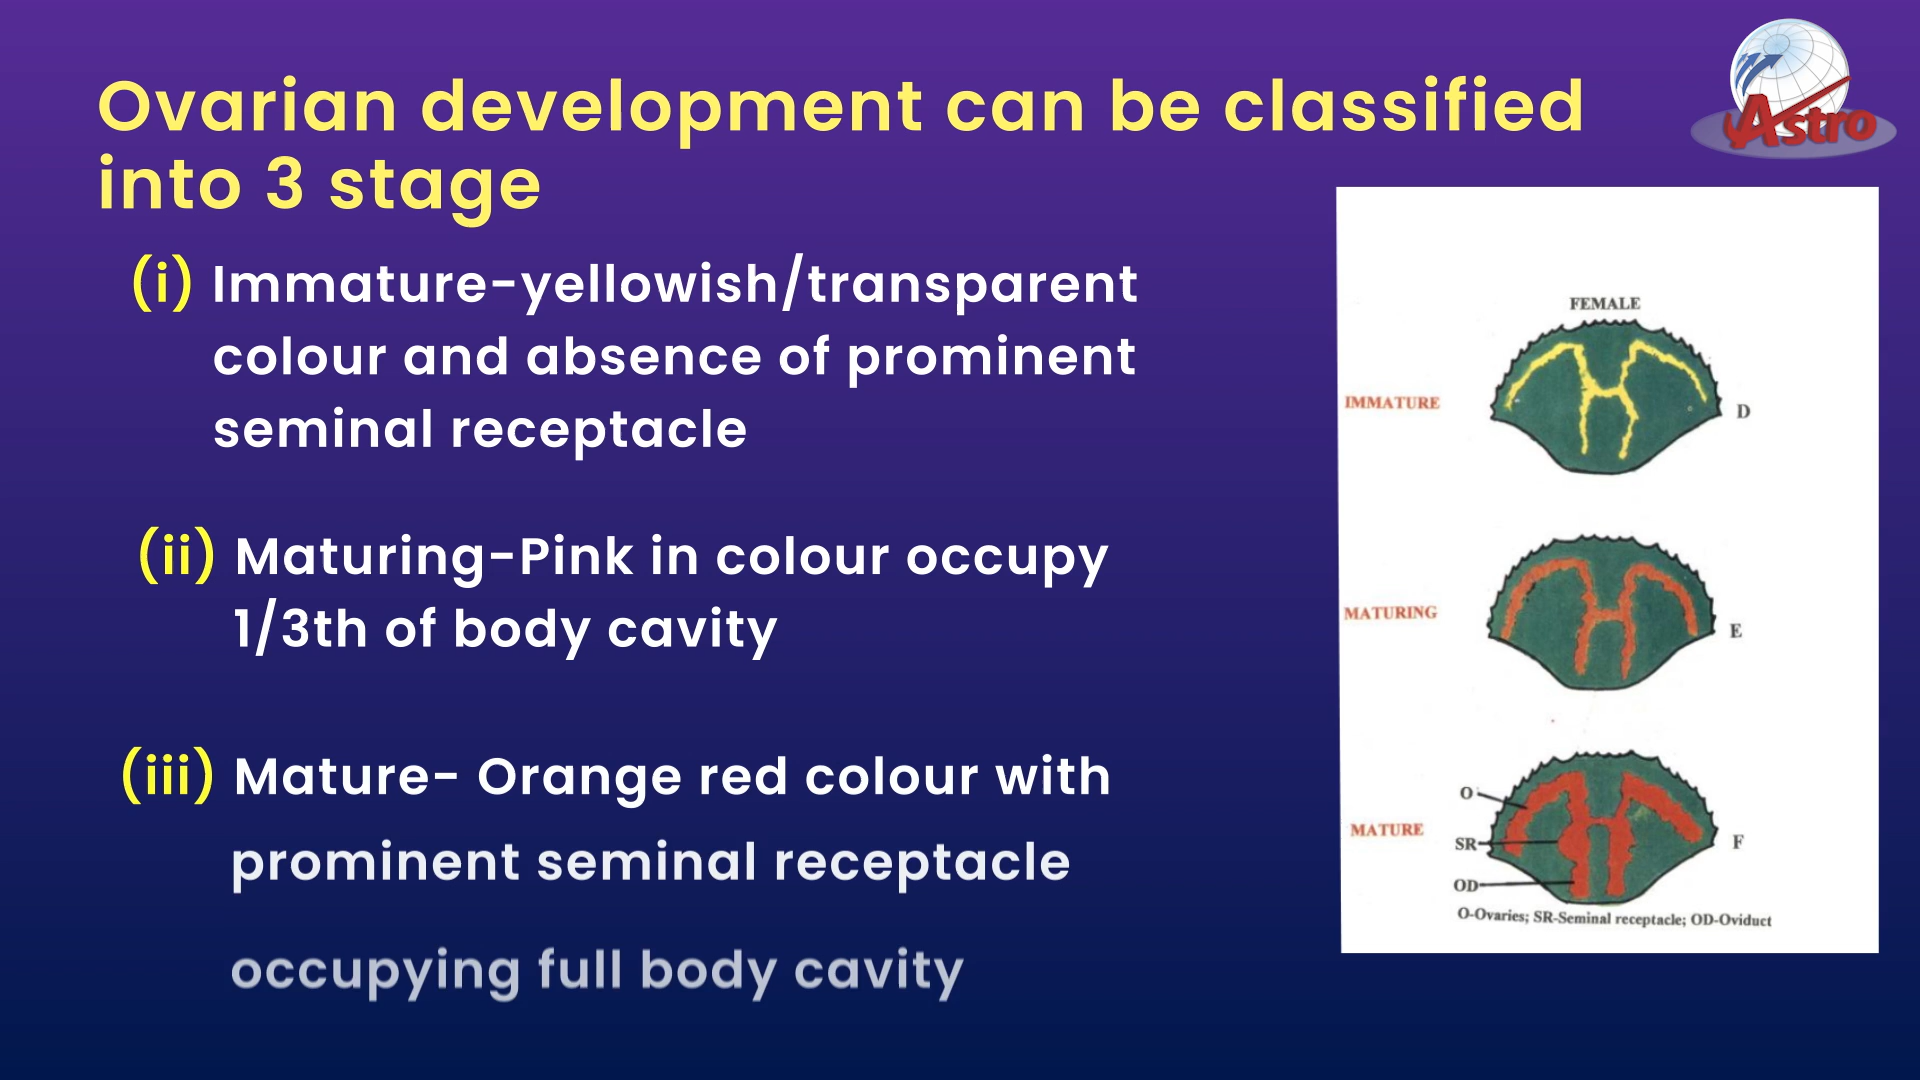 Ovarian development can be classified
into 3 stage
(i) Immature-yellowish/transparent
colour and absence of prominent
seminal receptacle
(ii) Maturing-Pink in colour occupy
1/3th of body cavity
(iii) Mature- Orange red colour with
prominent seminal receptacle
occupying full body cavity
Astro
FEMALE
IMMATURE
D
MATURING
E
O
MATURE
SR
F
OD
O-Ovaries; SR-Seminal receptacle; OD-Oviduct